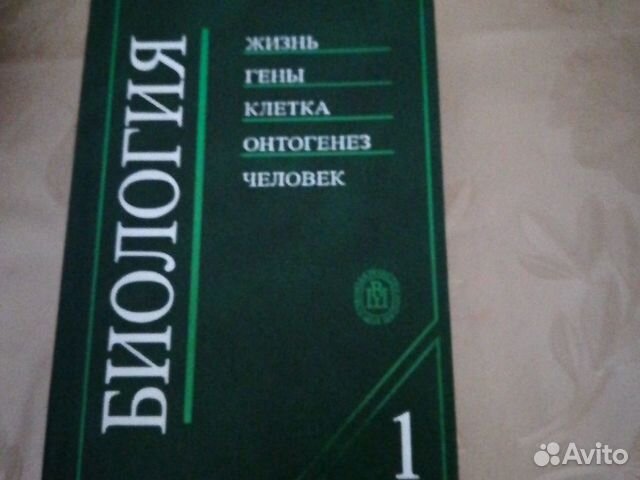 БИОЛОГИЯ
ЖИЗНЬ
ГЕНЫ
КЛЕТКА
ОНТОГЕНЕЗ
ЧЕЛОВЕК
1
Avito